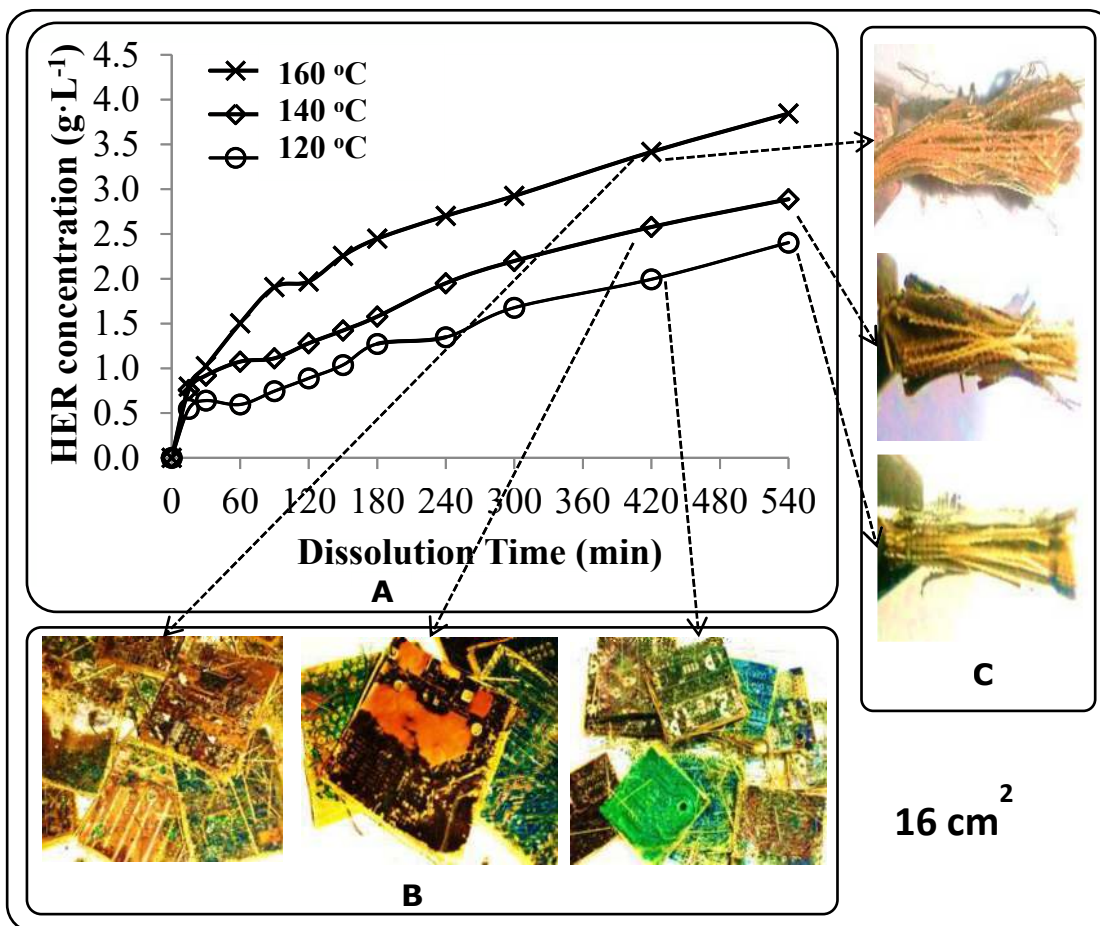 HER concentration (g·L⁻¹)
4.5
4.0
3.5
3.0
2.5
2.0
1.5
1.0
0.5
0.0
160 ºC
140 ºC
120 ºC
0 60 120 180 240 300 360 420 480 540
Dissolution Time (min)
A
B
C
16 cm²